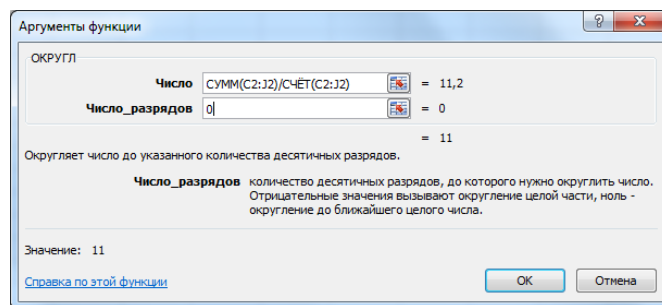 Аргументы функции
ОКРУГЛ
Число СУММ(C2:J2)/СЧЁТ(C2:J2) = 11,2
Число_разрядов 0 = 0
= 11
Округляет число до указанного количества десятичных разрядов.
Число_разрядов количество десятичных разрядов, до которого нужно округлить число.
Отрицательные значения вызывают округление целой части, ноль -
округление до ближайшего целого числа.
Значение: 11
Справка по этой функции
ОК Отмена